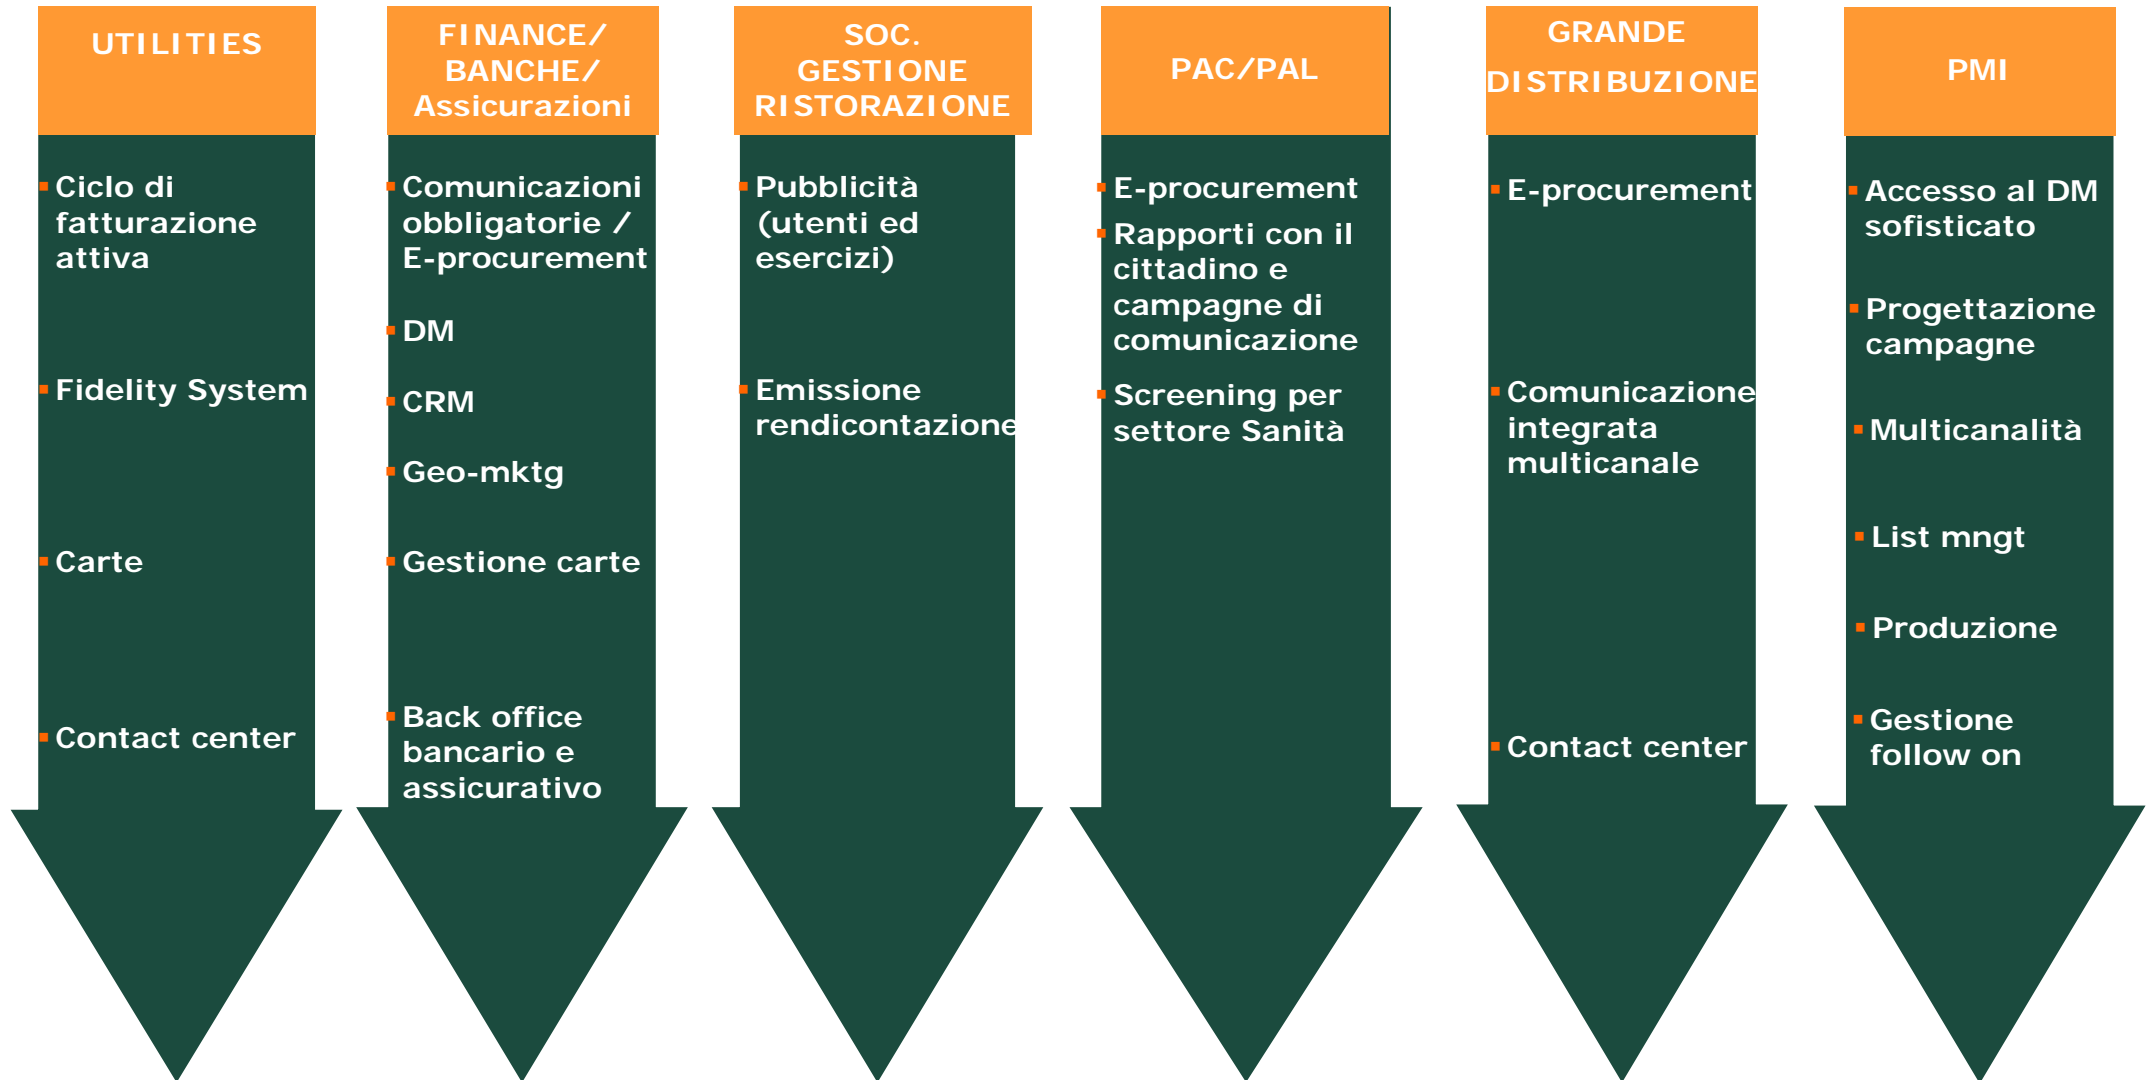 UTILITIES
Ciclo di
fatturazione
attiva
Fidelity System
Carte
Contact center
FINANCE/
BANCHE/
Assicurazioni
Comunicazioni
obbligatorie /
E-procurement
DM
CRM
Geo-mktg
Gestione carte
Back office
bancario e
assicurativo
SOC.
GESTIONE
RISTORAZIONE
Pubblicità
(utenti ed
esercizi)
Emissione
rendicontazione
PAC/PAL
E-procurement
Rapporti con il
cittadino e
campagne di
comunicazione
Screening per
settore Sanità
GRANDE
DISTRIBUZIONE
E-procurement
Comunicazione
integrata
multicanale
Contact center
PMI
Accesso al DM
sofisticato
Progettazione
campagne
Multicanalità
List mngt
Produzione
Gestione
follow on